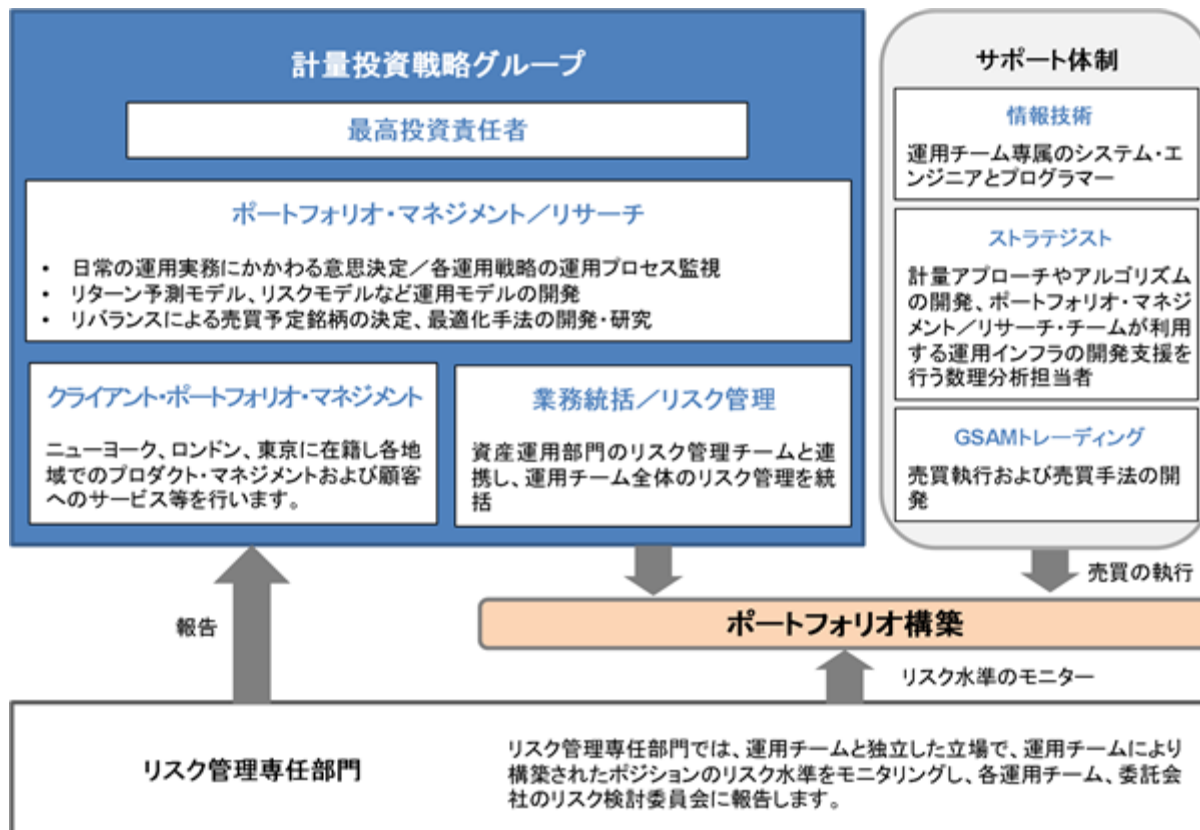 計量投資戦略グループ
最高投資責任者
ポートフォリオ・マネジメント／リサーチ
• 日常の運用実務にかかわる意思決定／各運用戦略の運用プロセス監視
• リターン予測モデル、リスクモデルなど運用モデルの開発
• リバランスによる売買予定銘柄の決定、最適化手法の開発・研究
クライアント・ポートフォリオ・マネジメント
ニューヨーク、ロンドン、東京に在籍し各地
域でのプロダクト・マネジメントおよび顧客
へのサービス等を行います。
業務統括／リスク管理
資産運用部門のリスク管理チームと連
携し、運用チーム全体のリスク管理を統
括
サポート体制
情報技術
運用チーム専属のシステム・エ
ンジニアとプログラマー
ストラテジスト
計量アプローチやアルゴリズム
の開発、ポートフォリオ・マネジ
メント／リサーチ・チームが利用
する運用インフラの開発支援を
行う数理分析担当者
GSAMトレーディング
売買執行および売買手法の開
発
売買の執行
報告
ポートフォリオ構築
リスク水準のモニター
リスク管理専任部門
リスク管理専任部門では、運用チームと独立した立場で、運用チームにより
構築されたポジションのリスク水準をモニタリングし、各運用チーム、委託会
社のリスク検討委員会に報告します。